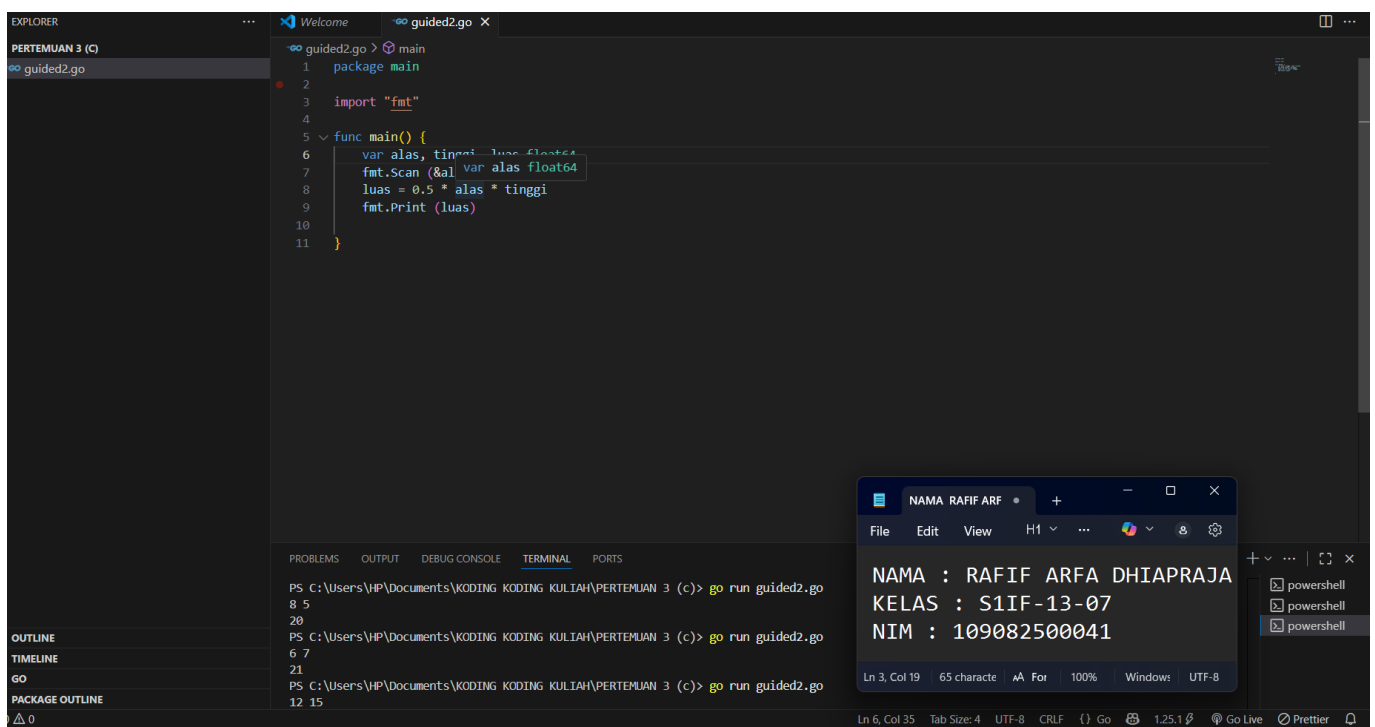 EXPLORER ···
PERTEMUAN 3 (C)
guided2.go
OUTLINE
TIMELINE
GO
PACKAGE OUTLINE
Welcome GO guided2.go ×
GO guided2.go > main
1 package main
2
3 import "fmt"
4
5 func main() {
6 var alas, tinggi, luas float64
7 fmt.Scan (&al
var alas float64
8 luas = 0.5 * alas * tinggi
9 fmt.Print (luas)
10
11 }
PROBLEMS OUTPUT DEBUG CONSOLE TERMINAL PORTS
PS C:\Users\HP\Documents\KODING KODING KULIAH\PERTEMUAN 3 (c)> go run guided2.go
8 5
20
PS C:\Users\HP\Documents\KODING KODING KULIAH\PERTEMUAN 3 (c)> go run guided2.go
6 7
21
PS C:\Users\HP\Documents\KODING KODING KULIAH\PERTEMUAN 3 (c)> go run guided2.go
12 15
powershell
powershell
powershell
NAMA RAFIF ARF
File Edit View H1 ···
NAMA : RAFIF ARFA DHIAPRAJA
KELAS : S1IF-13-07
NIM : 109082500041
Ln 3, Col 19 65 characte AA For 100% Windows UTF-8
0 Ln 6, Col 35 Tab Size: 4 UTF-8 CRLF {} Go 1.25.1 Go Live Prettier